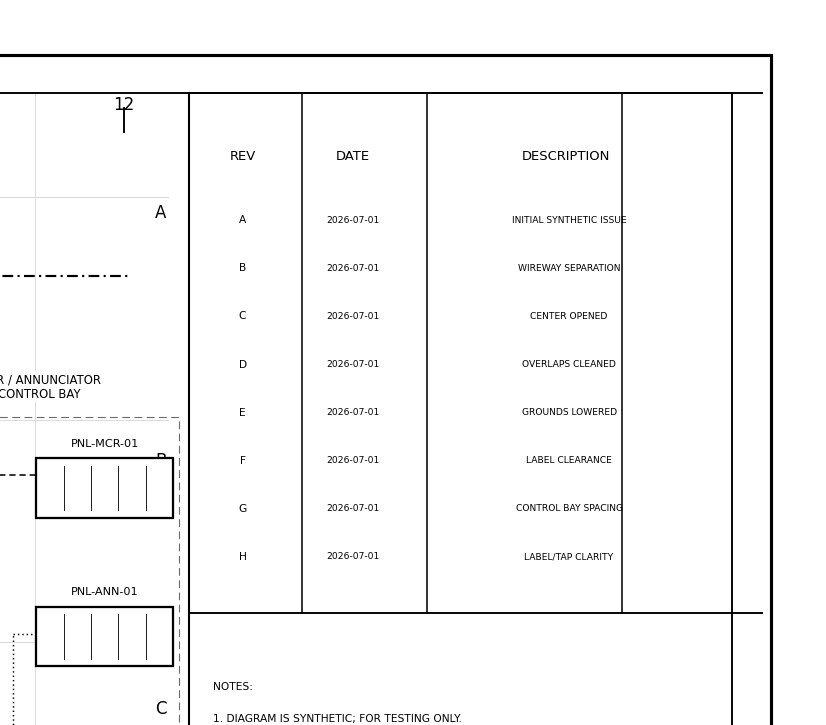 12
REV DATE DESCRIPTION
A
A 2026-07-01 INITIAL SYNTHETIC ISSUE
B 2026-07-01 WIREWAY SEPARATION
C 2026-07-01 CENTER OPENED
D 2026-07-01 OVERLAPS CLEANED
R / ANNUNCIATOR
CONTROL BAY
E 2026-07-01 GROUNDS LOWERED
PNL-MCR-01
B
F 2026-07-01 LABEL CLEARANCE
G 2026-07-01 CONTROL BAY SPACING
H 2026-07-01 LABEL/TAP CLARITY
PNL-ANN-01
C
NOTES:
1. DIAGRAM IS SYNTHETIC; FOR TESTING ONLY.